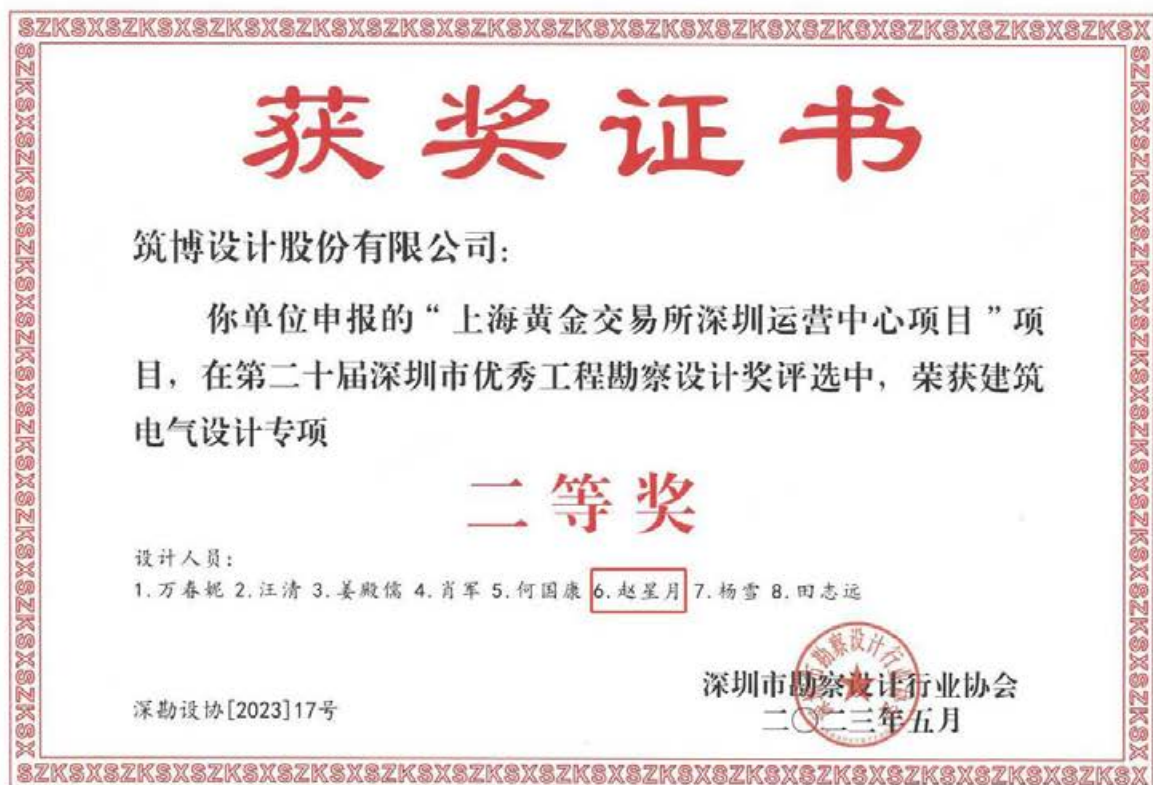 SZKSXSZKSXSZKSXSZKSXSZKSXSZKSXSZKSXSZKSXSZKSXSZKSXSZKSXSZKSX
获奖证书
筑博设计股份有限公司:
你单位申报的“上海黄金交易所深圳运营中心项目”项
目，在第二十届深圳市优秀工程勘察设计奖评选中，荣获建筑
电气设计专项
二等奖
设计人员:
1.万春妮 2.汪清 3.姜殿儒 4.肖军 5.何国康 6.赵星月 7.杨雪 8.田志远
深圳市勘察设计行业协会
二〇二三年五月
深勘设协[2023]17号
SZKSXSZKSXSZKSXSZKSXSZKSXSZKSXSZKSXSZKSXSZKSXSZKSXSZKSXSZKSX